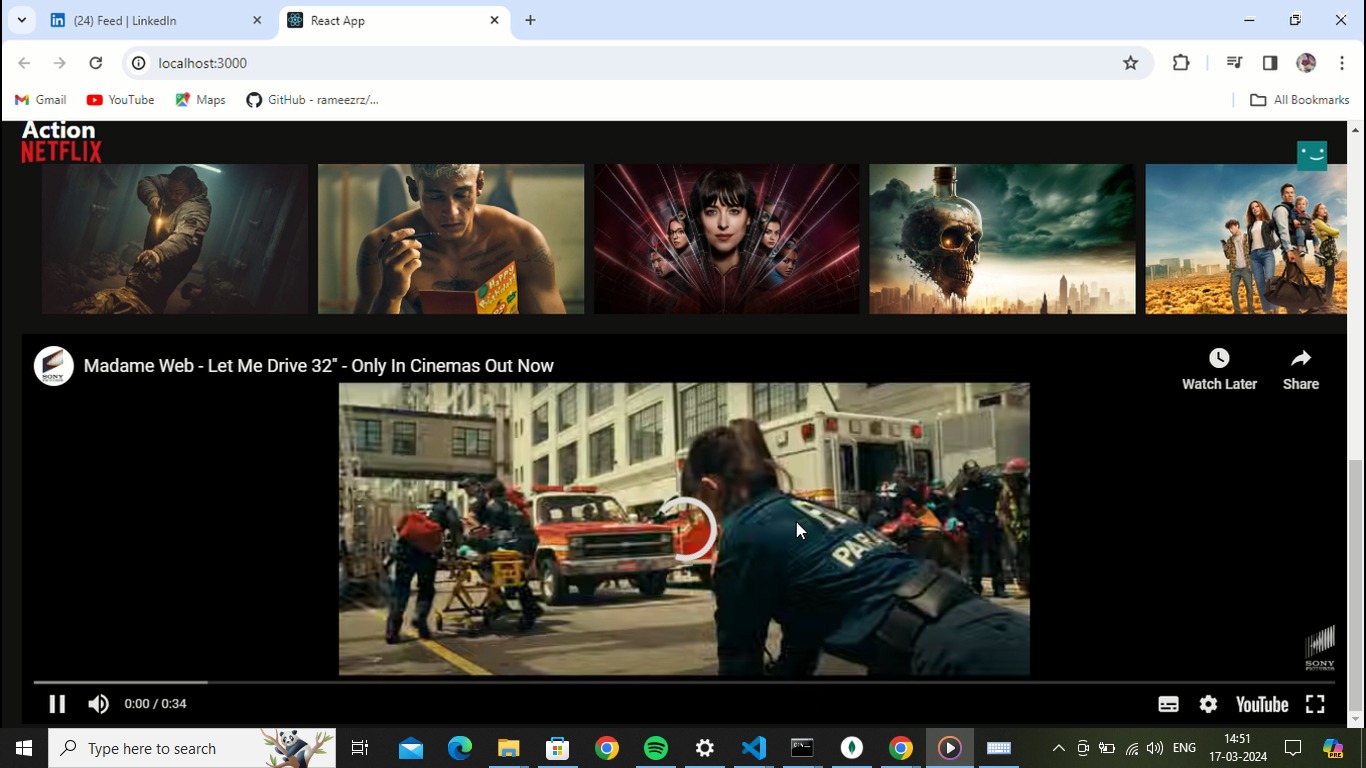 (24) Feed | LinkedIn
React App
localhost:3000
Gmail
YouTube
Maps
GitHub - rameezrz/...
All Bookmarks
Action
NETFLIX
Happy
Madame Web - Let Me Drive 32" - Only In Cinemas Out Now
Watch Later
Share
PARA
SONY
0:00 / 0:34
YouTube
Type here to search
ENG
14:51
17-03-2024